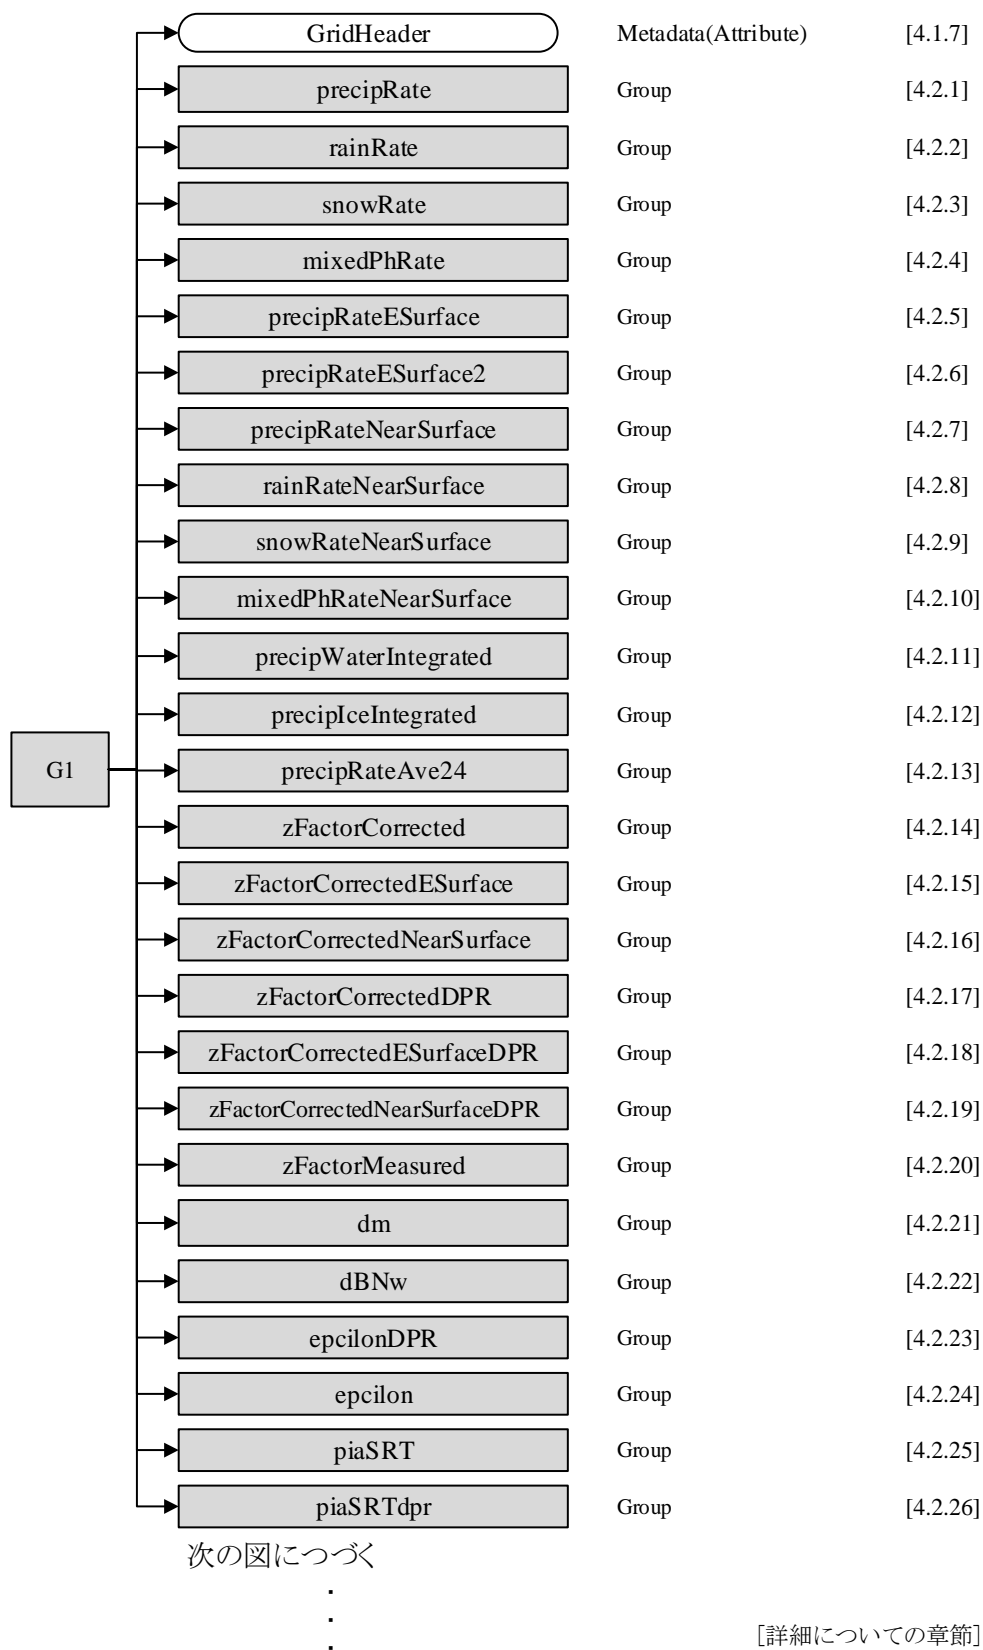 GridHeader Metadata(Attribute) [4.1.7]
precipRate Group [4.2.1]
rainRate Group [4.2.2]
snowRate Group [4.2.3]
mixedPhRate Group [4.2.4]
precipRateESurface Group [4.2.5]
precipRateESurface2 Group [4.2.6]
precipRateNearSurface Group [4.2.7]
rainRateNearSurface Group [4.2.8]
snowRateNearSurface Group [4.2.9]
mixedPhRateNearSurface Group [4.2.10]
precipWaterIntegrated Group [4.2.11]
precipIceIntegrated Group [4.2.12]
G1 precipRateAve24 Group [4.2.13]
zFactorCorrected Group [4.2.14]
zFactorCorrectedESurface Group [4.2.15]
zFactorCorrectedNearSurface Group [4.2.16]
zFactorCorrectedDPR Group [4.2.17]
zFactorCorrectedESurfaceDPR Group [4.2.18]
zFactorCorrectedNearSurfaceDPR Group [4.2.19]
zFactorMeasured Group [4.2.20]
dm Group [4.2.21]
dBNw Group [4.2.22]
epcilonDPR Group [4.2.23]
epcilon Group [4.2.24]
piaSRT Group [4.2.25]
piaSRTdpr Group [4.2.26]
次の図につづく
・
・
・
[詳細についての章節]